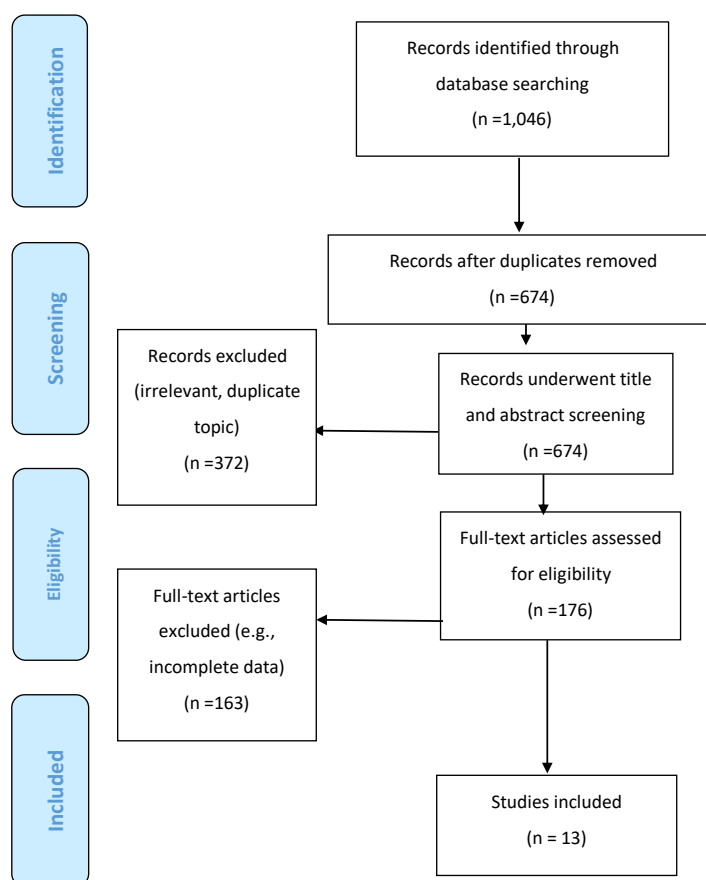 Identification
Records identified through
database searching
(n =1,046)
Screening
Records after duplicates removed
(n =674)
Records excluded
(irrelevant, duplicate
topic)
(n =372)
Records underwent title
and abstract screening
(n =674)
Eligibility
Full-text articles assessed
for eligibility
(n =176)
Full-text articles
excluded (e.g.,
incomplete data)
(n =163)
Included
Studies included
(n = 13)